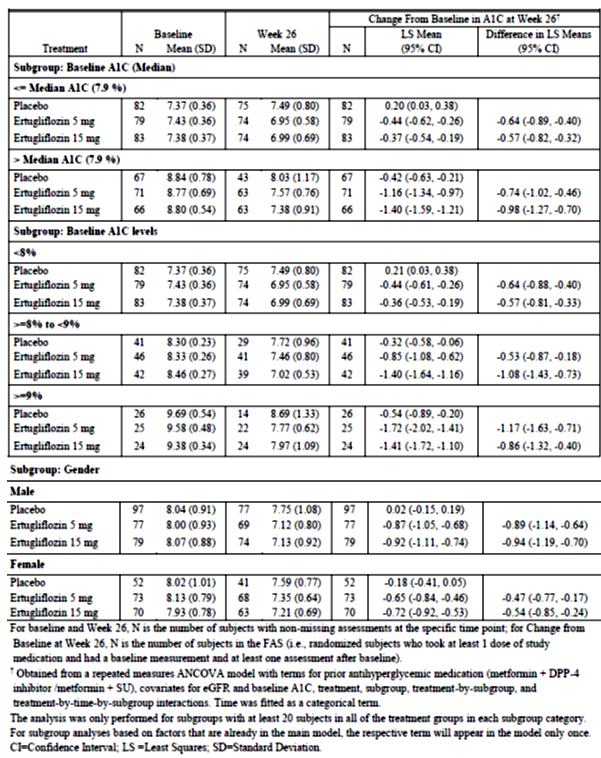 Change From Baseline in A1C at Week 26†
Baseline Week 26 LS Mean Difference in LS Means
Treatment N Mean (SD) N Mean (SD) N (95% CI) (95% CI)
Subgroup: Baseline A1C (Median)
<= Median A1C (7.9 %)
Placebo 82 7.37 (0.36) 75 7.49 (0.80) 82 0.20 (0.03, 0.38)
Ertugliflozin 5 mg 79 7.43 (0.36) 74 6.95 (0.58) 79 -0.44 (-0.62, -0.26) -0.64 (-0.89, -0.40)
Ertugliflozin 15 mg 83 7.38 (0.37) 74 6.99 (0.69) 83 -0.37 (-0.54, -0.19) -0.57 (-0.82, -0.32)
> Median A1C (7.9 %)
Placebo 67 8.84 (0.78) 43 8.03 (1.17) 67 -0.42 (-0.63, -0.21)
Ertugliflozin 5 mg 71 8.77 (0.69) 63 7.57 (0.76) 71 -1.16 (-1.34, -0.97) -0.74 (-1.02, -0.46)
Ertugliflozin 15 mg 66 8.80 (0.54) 63 7.38 (0.91) 66 -1.40 (-1.59, -1.21) -0.98 (-1.27, -0.70)
Subgroup: Baseline A1C levels
<8%
Placebo 82 7.37 (0.36) 75 7.49 (0.80) 82 0.21 (0.03, 0.38)
Ertugliflozin 5 mg 79 7.43 (0.36) 74 6.95 (0.58) 79 -0.44 (-0.61, -0.26) -0.64 (-0.88, -0.40)
Ertugliflozin 15 mg 83 7.38 (0.37) 74 6.99 (0.69) 83 -0.36 (-0.53, -0.19) -0.57 (-0.81, -0.33)
>=8% to <9%
Placebo 41 8.30 (0.23) 29 7.72 (0.96) 41 -0.32 (-0.58, -0.06)
Ertugliflozin 5 mg 46 8.33 (0.26) 41 7.46 (0.80) 46 -0.85 (-1.08, -0.62) -0.53 (-0.87, -0.18)
Ertugliflozin 15 mg 42 8.46 (0.27) 39 7.02 (0.53) 42 -1.40 (-1.64, -1.16) -1.08 (-1.43, -0.73)
>=9%
Placebo 26 9.69 (0.54) 14 8.69 (1.33) 26 -0.54 (-0.89, -0.20)
Ertugliflozin 5 mg 25 9.58 (0.48) 22 7.77 (0.62) 25 -1.72 (-2.02, -1.41) -1.17 (-1.63, -0.71)
Ertugliflozin 15 mg 24 9.38 (0.34) 24 7.97 (1.09) 24 -1.41 (-1.72, -1.10) -0.86 (-1.32, -0.40)
Subgroup: Gender
Male
Placebo 97 8.04 (0.91) 77 7.75 (1.08) 97 0.02 (-0.15, 0.19)
Ertugliflozin 5 mg 77 8.00 (0.93) 69 7.12 (0.80) 77 -0.87 (-1.05, -0.68) -0.89 (-1.14, -0.64)
Ertugliflozin 15 mg 79 8.07 (0.88) 74 7.13 (0.92) 79 -0.92 (-1.11, -0.74) -0.94 (-1.19, -0.70)
Female
Placebo 52 8.02 (1.01) 41 7.59 (0.77) 52 -0.18 (-0.41, 0.05)
Ertugliflozin 5 mg 73 8.13 (0.79) 68 7.35 (0.64) 73 -0.65 (-0.84, -0.46) -0.47 (-0.77, -0.17)
Ertugliflozin 15 mg 70 7.93 (0.78) 63 7.21 (0.69) 70 -0.72 (-0.92, -0.53) -0.54 (-0.85, -0.24)
For baseline and Week 26, N is the number of subjects with non-missing assessments at the specific time point; for Change from
Baseline at Week 26, N is the number of subjects in the FAS (i.e., randomized subjects who took at least 1 dose of study
medication and had a baseline measurement and at least one assessment after baseline).
† Obtained from a repeated measures ANCOVA model with terms for prior antihyperglycemic medication (metformin + DPP-4
inhibitor /metformin + SU), covariates for eGFR and baseline A1C, treatment, subgroup, treatment-by-subgroup, and
treatment-by-time-by-subgroup interactions. Time was fitted as a categorical term.
The analysis was only performed for subgroups with at least 20 subjects in all of the treatment groups in each subgroup category.
For subgroup analyses based on factors that are already in the main model, the respective term will appear in the model only once.
CI=Confidence Interval; LS =Least Squares; SD=Standard Deviation.